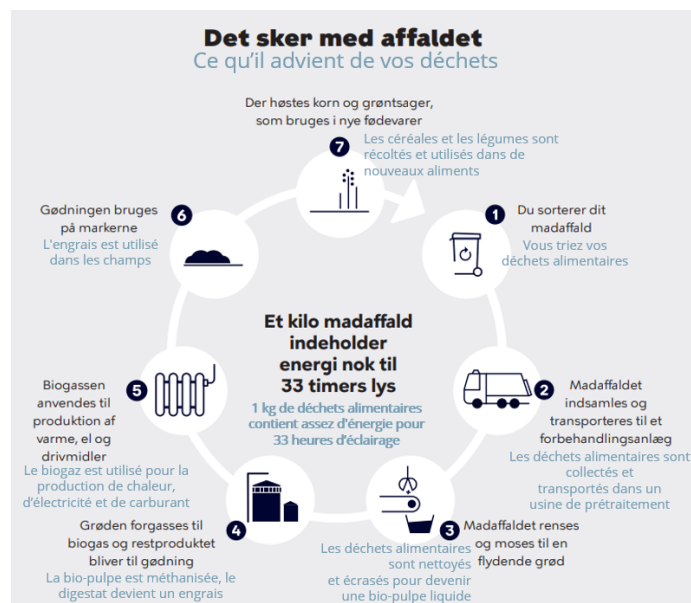 Det sker med affaldet
Ce qu'il advient de vos déchets
Der høstes korn og grøntsager,
som bruges i nye fødevarer
7
Les céréales et les légumes sont
récoltés et utilisés dans de
nouveaux aliments
1
Du sorterer dit
madaffald
Vous triez vos
déchets alimentaires
2
Madaffaldet
indsamles og
transporteres til et
forbehandlingsanlæg
Les déchets alimentaires sont
collectés et
transportés dans un
usine de prétraitement
3
Madaffaldet renses
og moses til en
flydende grød
Les déchets alimentaires
sont nettoyés
et écrasés pour devenir
une bio-pulpe liquide
4
Grøden forgasses til
biogas og restproduktet
bliver til gødning
La bio-pulpe est méthanisée, le
digestat devient un engrais
5
Biogassen
anvendes til
produktion af
varme, el og
drivmidler
Le biogaz est utilisé pour la
production de chaleur,
d'électricité et de carburant
6
Gødningen bruges
på markerne
L'engrais est utilisé
dans les champs
Et kilo madaffald
indeholder
energi nok til
33 timers lys
1 kg de déchets alimentaires
contient assez d'énergie pour
33 heures d'éclairage